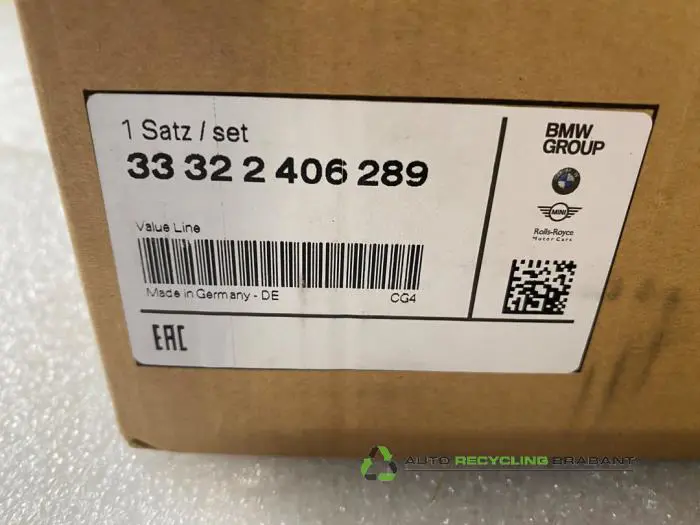 1 Satz / set
33 32 2 406 289
Value Line
Made in Germany - DE
CG4
EAC
BMW
GROUP
MINI
Rolls-Royce
Motor Cars
AUTO RECYCLING BRABANT